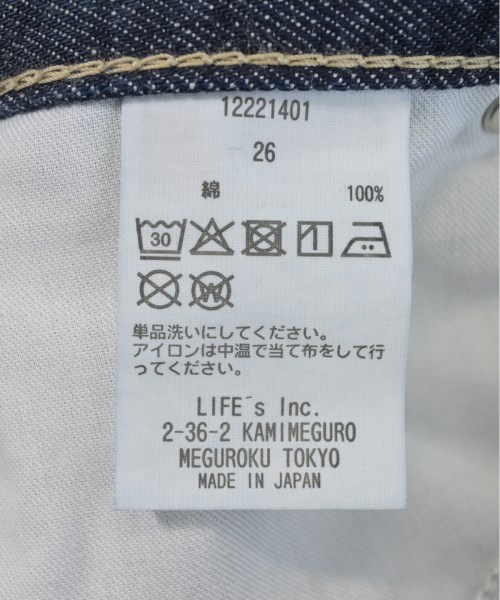 12221401
26
綿 100%
30
W
単品洗いにしてください。
アイロンは中温で当て布をして行
ってください。
LIFE´s Inc.
2-36-2 KAMIMEGURO
MEGUROKU TOKYO
MADE IN JAPAN